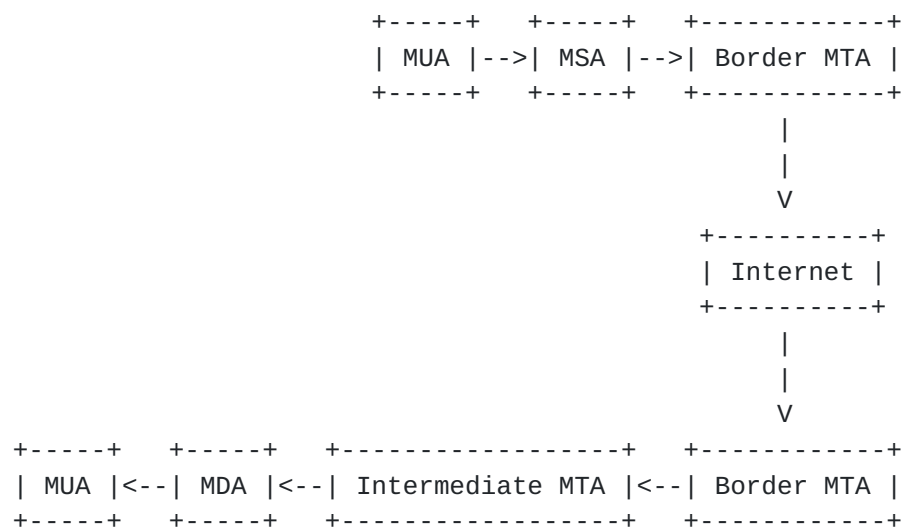 +-----+   +-----+   +------------+
                        | MUA |-->| MSA |-->| Border MTA |
                        +-----+   +-----+   +------------+
                                                  |
                                                  |
                                                  V
                                             +----------+
                                             | Internet |
                                             +----------+
                                                  |
                                                  |
                                                  V
+-----+   +-----+   +------------------+   +------------+
| MUA |<--| MDA |<--| Intermediate MTA |<--| Border MTA |
+-----+   +-----+   +------------------+   +------------+